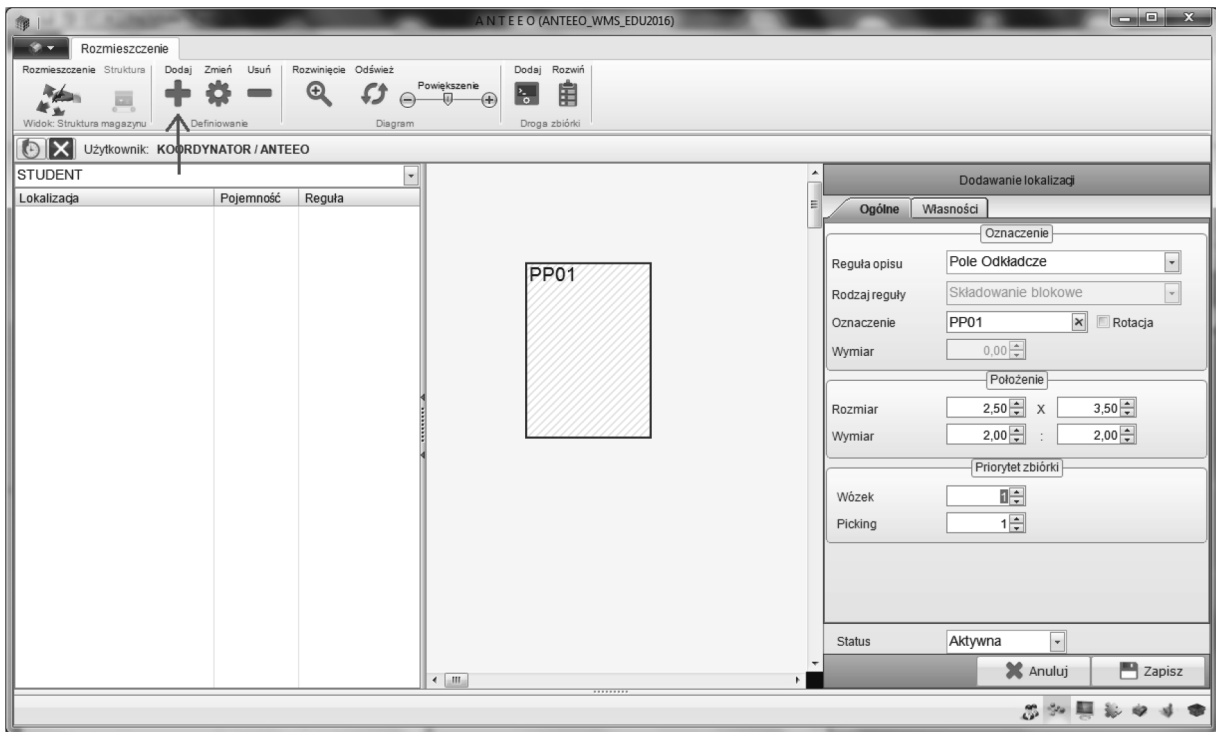 A N T E E O (ANTEEO_WMS_EDU2016)
Rozmieszczenie
Rozmieszczenie Struktura Dodaj Zmień Usuń Rozwinięcie Odśwież Powiększenie Dodaj Rozwiń
Widok: Struktura magazynu Definiowanie Diagram Droga zbiórki
Użytkownik: KOORDYNATOR / ANTEEO
STUDENT
Lokalizacja Pojemność Reguła
PP01
Dodawanie lokalizacji
Ogólne Własności
Oznaczenie
Reguła opisu Pole Odkładcze
Rodzaj reguły Składowanie blokowe
Oznaczenie PP01 Rotacja
Wymiar 0,00
Położenie
Rozmiar 2,50 X 3,50
Wymiar 2,00 : 2,00
Priorytet zbiórki
Wózek 1
Picking 1
Status Aktywna
Anuluj Zapisz